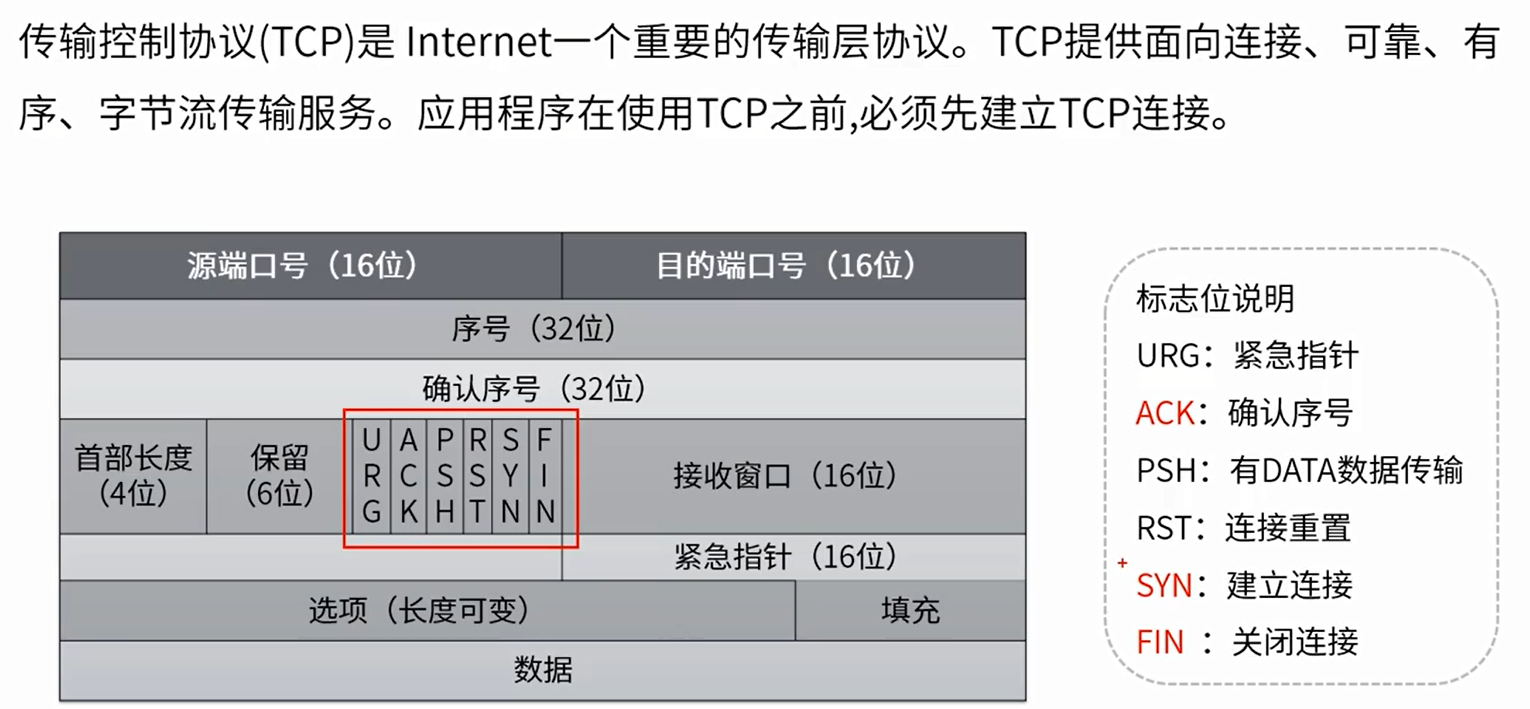 传输控制协议(TCP)是 Internet一个重要的传输层协议。TCP提供面向连接、可靠、有
序、字节流传输服务。应用程序在使用TCP之前,必须先建立TCP连接。
源端口号（16位） 目的端口号（16位）
序号（32位）
确认序号（32位）
首部长度（4位） 保留（6位） URG ACK PSH RST SYN FIN 接收窗口（16位）
紧急指针（16位）
选项（长度可变） 填充
数据
标志位说明
URG：紧急指针
ACK：确认序号
PSH：有DATA数据传输
RST：连接重置
SYN：建立连接
FIN ：关闭连接